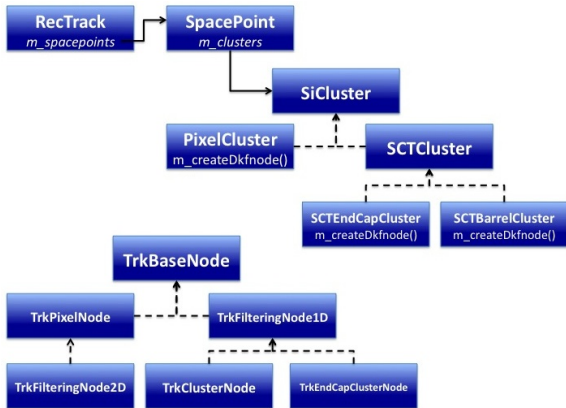 RecTrack
m_spacepoints
SpacePoint
m_clusters
SiCluster
PixelCluster
m_createDkfnode()
SCTCluster
SCTEndCapCluster
m_createDkfnode()
SCTBarrelCluster
m_createDkfnode()
TrkBaseNode
TrkPixelNode
TrkFilteringNode1D
TrkFilteringNode2D
TrkClusterNode
TrkEndCapClusterNode